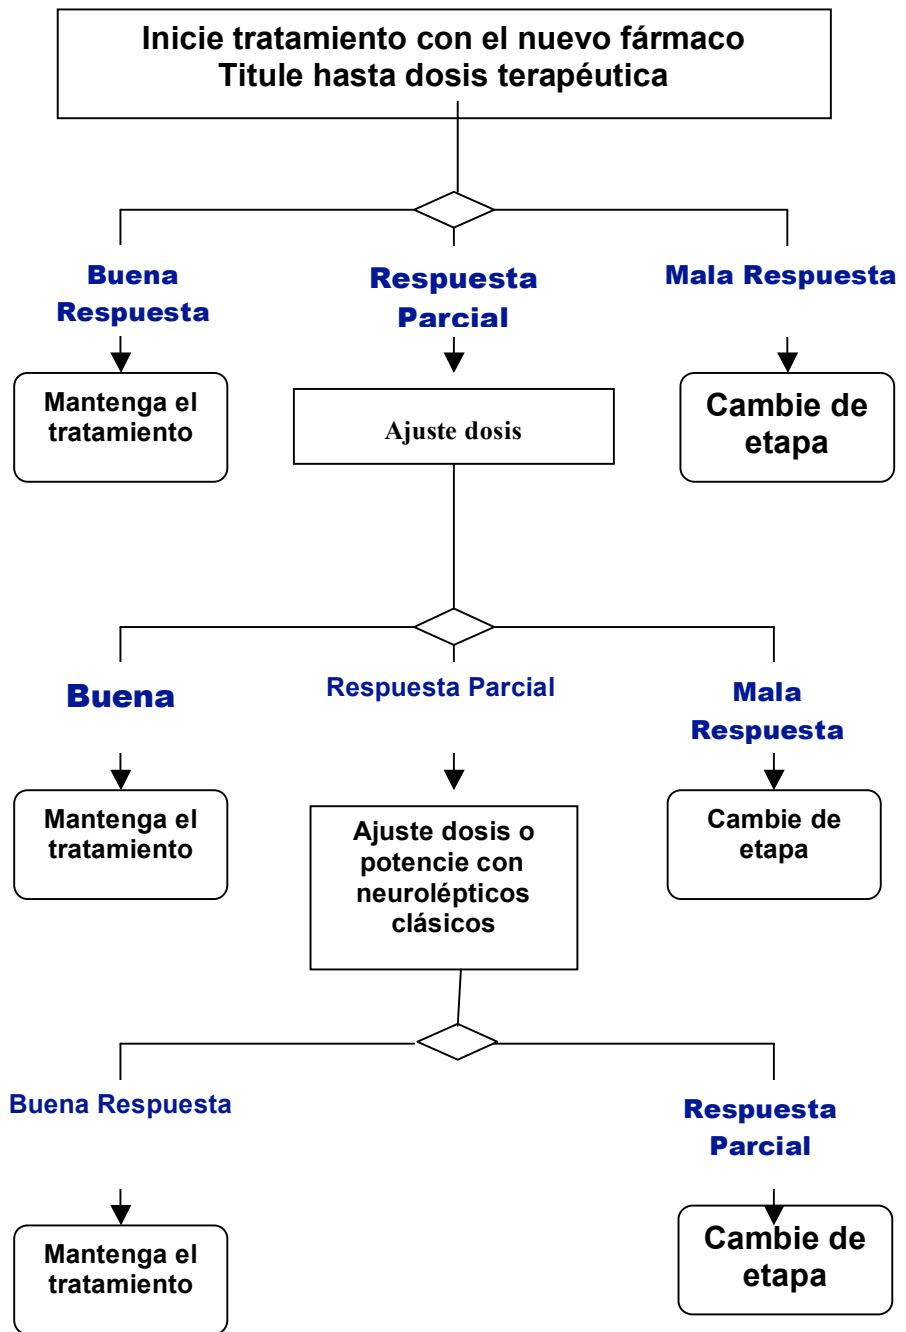 Inicie tratamiento con el nuevo fármaco
Titule hasta dosis terapéutica
Buena
Respuesta
Respuesta
Parcial
Mala Respuesta
Mantenga el
tratamiento
Ajuste dosis
Cambie de
etapa
Buena
Respuesta Parcial
Mala
Respuesta
Mantenga el
tratamiento
Ajuste dosis o
potencie con
neurolépticos
clásicos
Cambie de
etapa
Buena Respuesta
Respuesta
Parcial
Mantenga el
tratamiento
Cambie de
etapa